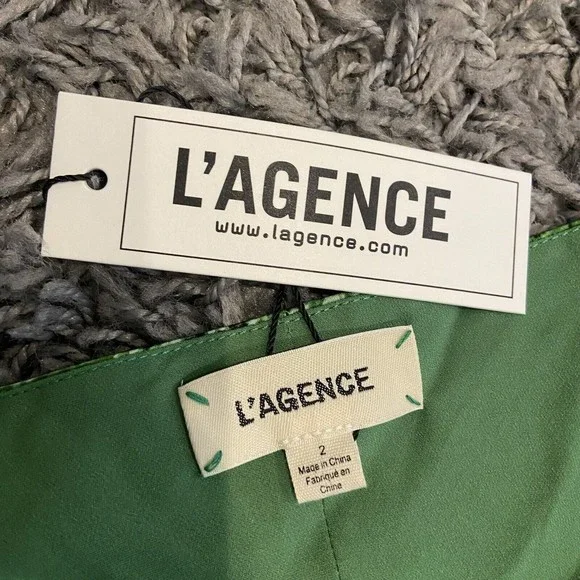 L'AGENCE
www.lagence.com
L'AGENCE
2
Made in China
Fabriqué en
Chine